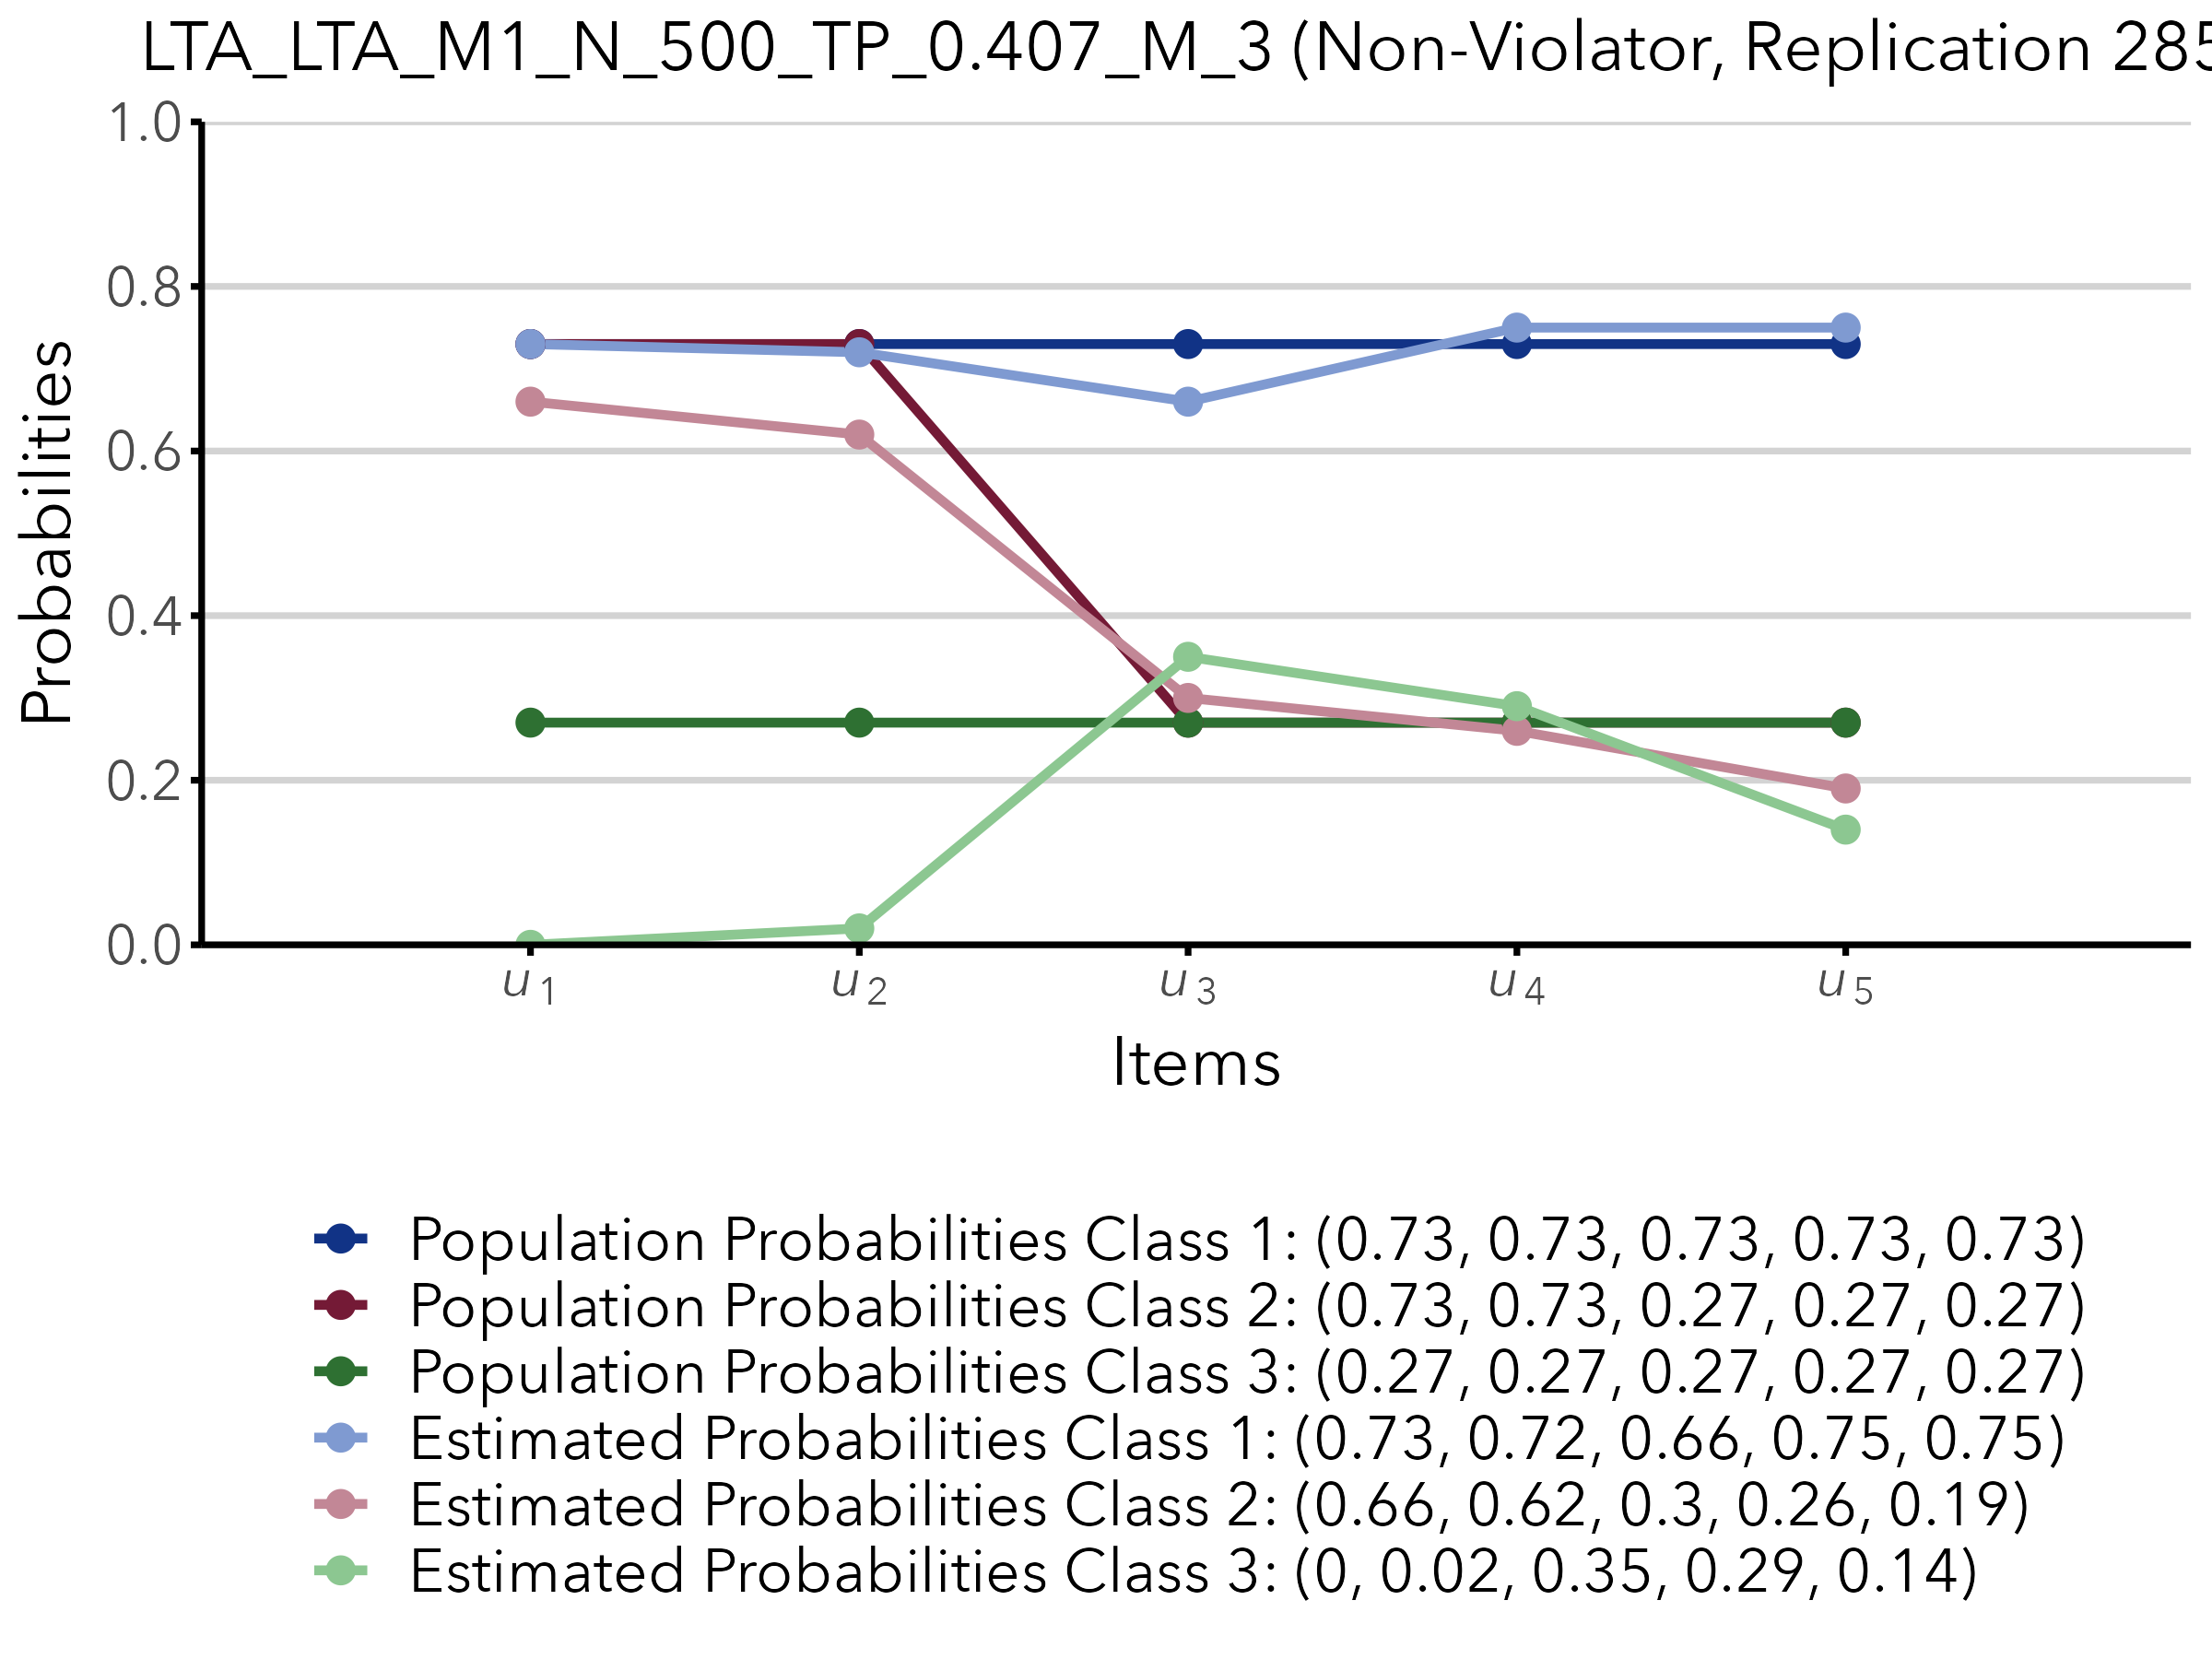 LTA_LTA_M1_N_500_TP_0.407_M_3 (Non-Violator, Replication 285
1.0
0.8
0.6
0.4
0.2
0.0
Probabilities
u1 u2 u3 u4 u5
Items
Population Probabilities Class 1: (0.73, 0.73, 0.73, 0.73, 0.73)
Population Probabilities Class 2: (0.73, 0.73, 0.27, 0.27, 0.27)
Population Probabilities Class 3: (0.27, 0.27, 0.27, 0.27, 0.27)
Estimated Probabilities Class 1: (0.73, 0.72, 0.66, 0.75, 0.75)
Estimated Probabilities Class 2: (0.66, 0.62, 0.3, 0.26, 0.19)
Estimated Probabilities Class 3: (0, 0.02, 0.35, 0.29, 0.14)